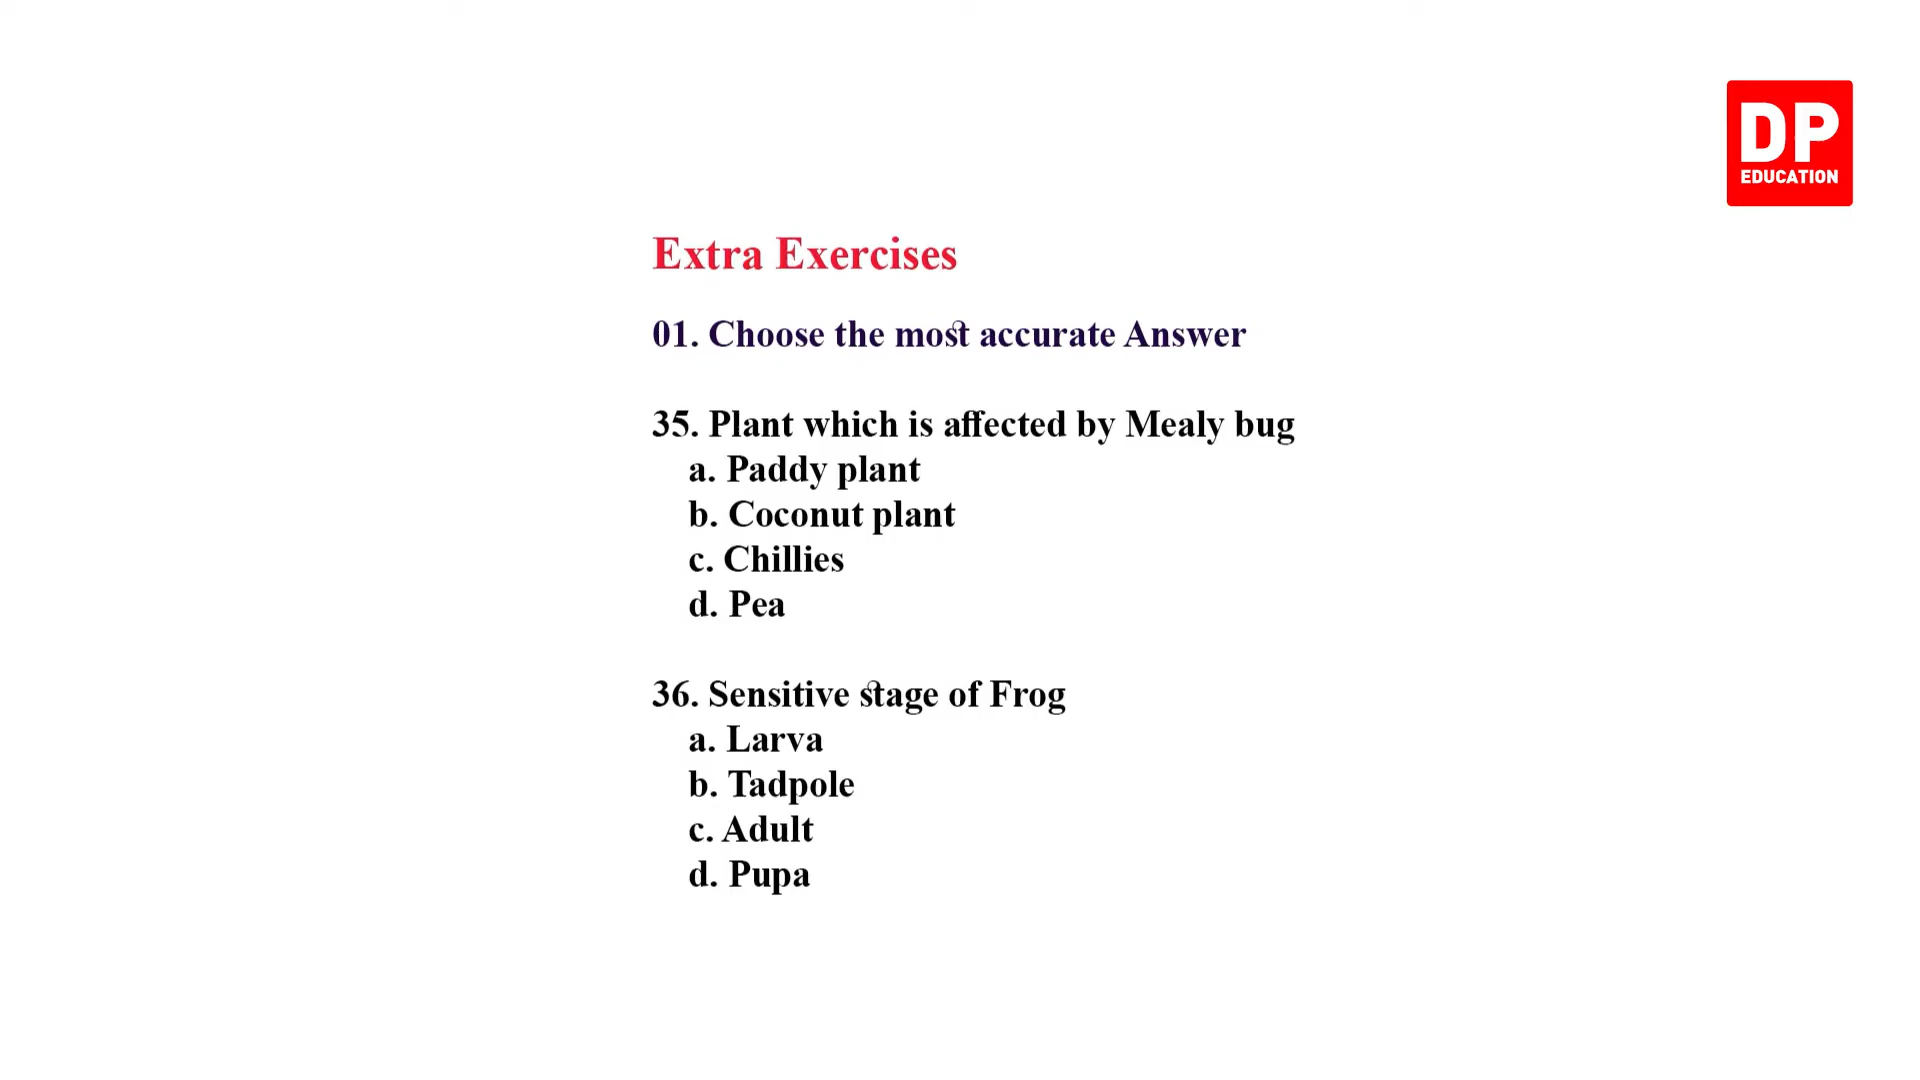 DP
EDUCATION
Extra Exercises
01. Choose the most accurate Answer
35. Plant which is affected by Mealy bug
a. Paddy plant
b. Coconut plant
c. Chillies
d. Pea
36. Sensitive stage of Frog
a. Larva
b. Tadpole
c. Adult
d. Pupa